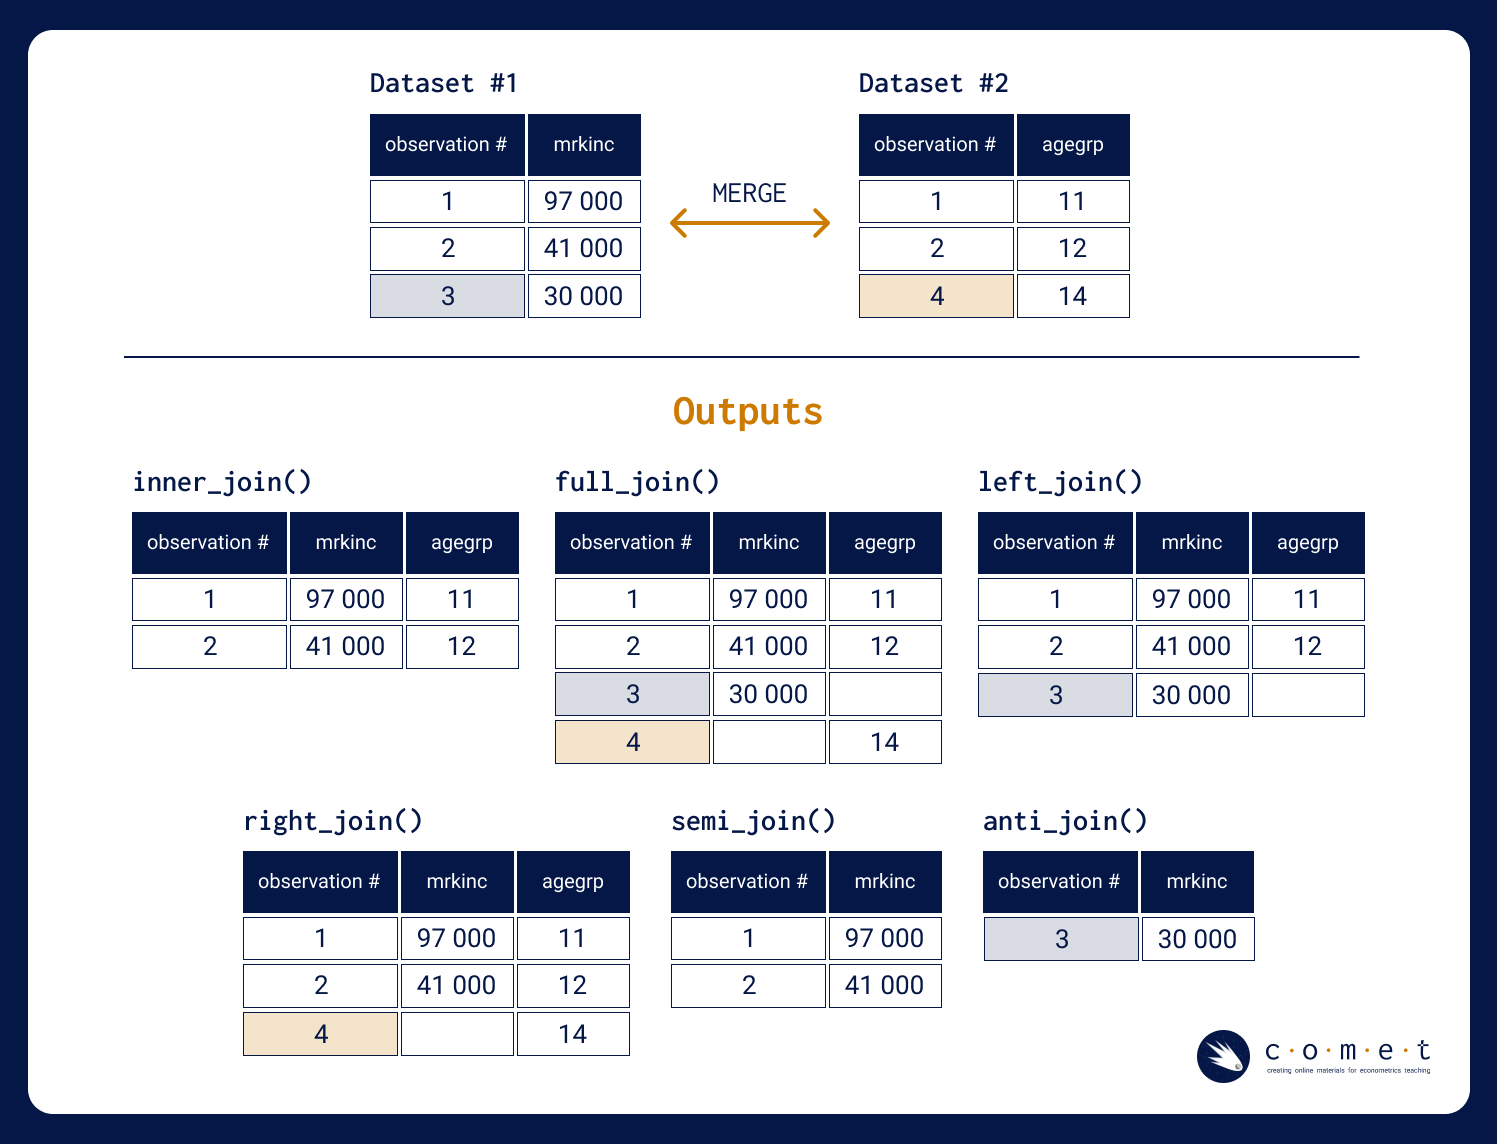 Dataset #1
observation # mrkinc
1 97 000
2 41 000
3 30 000
MERGE
Dataset #2
observation # agegrp
1 11
2 12
4 14
Outputs
inner_join()
observation # mrkinc agegrp
1 97 000 11
2 41 000 12
full_join()
observation # mrkinc agegrp
1 97 000 11
2 41 000 12
3 30 000
4 14
left_join()
observation # mrkinc agegrp
1 97 000 11
2 41 000 12
3 30 000
right_join()
observation # mrkinc agegrp
1 97 000 11
2 41 000 12
4 14
semi_join()
observation # mrkinc
1 97 000
2 41 000
anti_join()
observation # mrkinc
3 30 000
c·o·m·e·t
creating online materials for econometrics teaching